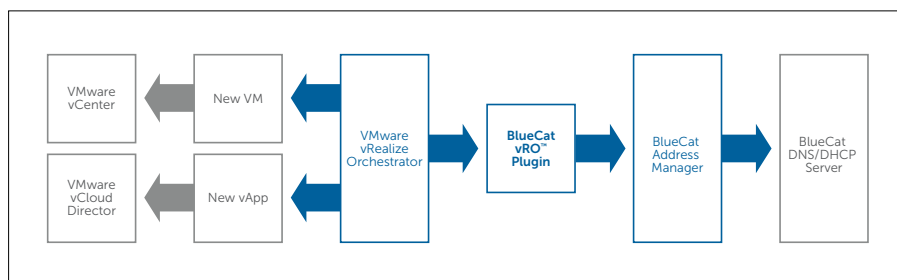 VMware
vCenter
New VM
VMware
vCloud
Director
New vApp
VMware
vRealize
Orchestrator
BlueCat
vRO™
Plugin
BlueCat
Address
Manager
BlueCat
DNS/DHCP
Server